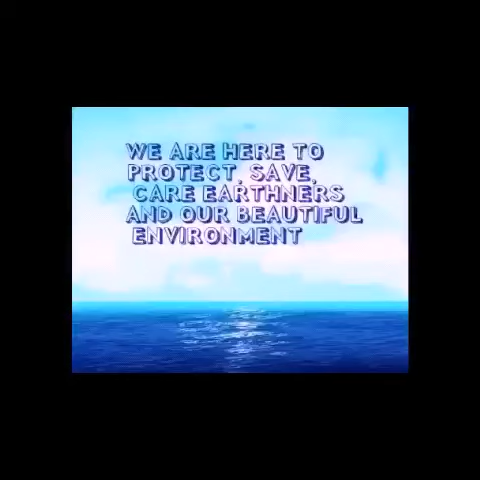 WE ARE HERE TO
PROTECT, SAVE,
CARE EARTHNERS
AND OUR BEAUTIFUL
ENVIRONMENT